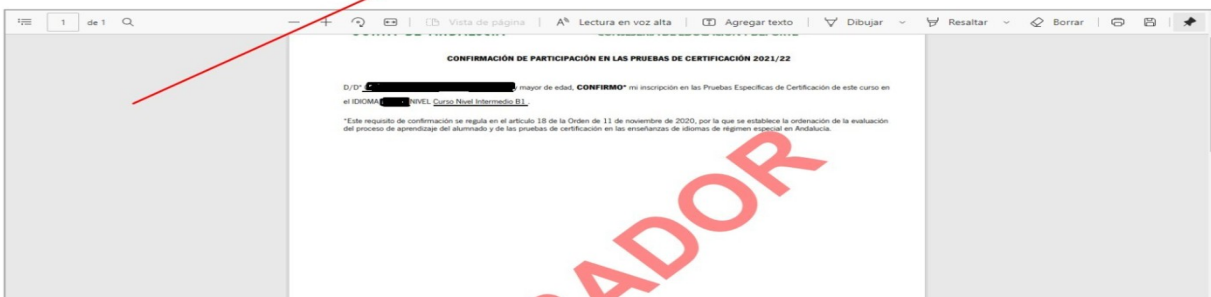 1 de 1 Vista de página Aᴺ Lectura en voz alta Agregar texto Dibujar Resaltar Borrar
CONFIRMACIÓN DE PARTICIPACIÓN EN LAS PRUEBAS DE CERTIFICACIÓN 2021/22
D/Dª y mayor de edad, CONFIRMO* mi inscripción en las Pruebas Específicas de Certificación de este curso en
el IDIOMA NIVEL Curso Nivel Intermedio B1 .
*Este requisito de confirmación se regula en el artículo 18 de la Orden de 11 de noviembre de 2020, por la que se establece la ordenación de la evaluación
del proceso de aprendizaje del alumnado y de las pruebas de certificación en las enseñanzas de idiomas de régimen especial en Andalucía.
ADOR